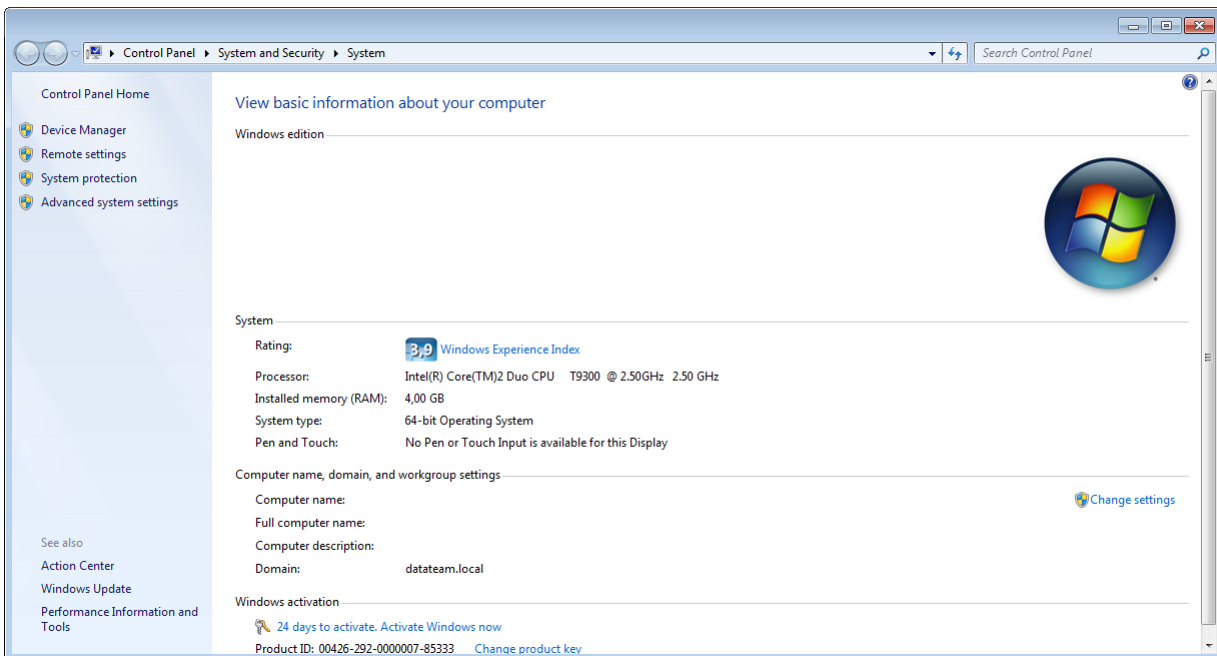 Control Panel System and Security System
Search Control Panel
Control Panel Home
Device Manager
Remote settings
System protection
Advanced system settings
See also
Action Center
Windows Update
Performance Information and
Tools
View basic information about your computer
Windows edition
System
Rating: 3,9 Windows Experience Index
Processor: Intel(R) Core(TM)2 Duo CPU T9300 @ 2.50GHz 2.50 GHz
Installed memory (RAM): 4,00 GB
System type: 64-bit Operating System
Pen and Touch: No Pen or Touch Input is available for this Display
Computer name, domain, and workgroup settings
Computer name: Change settings
Full computer name:
Computer description:
Domain: datateam.local
Windows activation
24 days to activate. Activate Windows now
Product ID: 00426-292-0000007-85333 Change product key